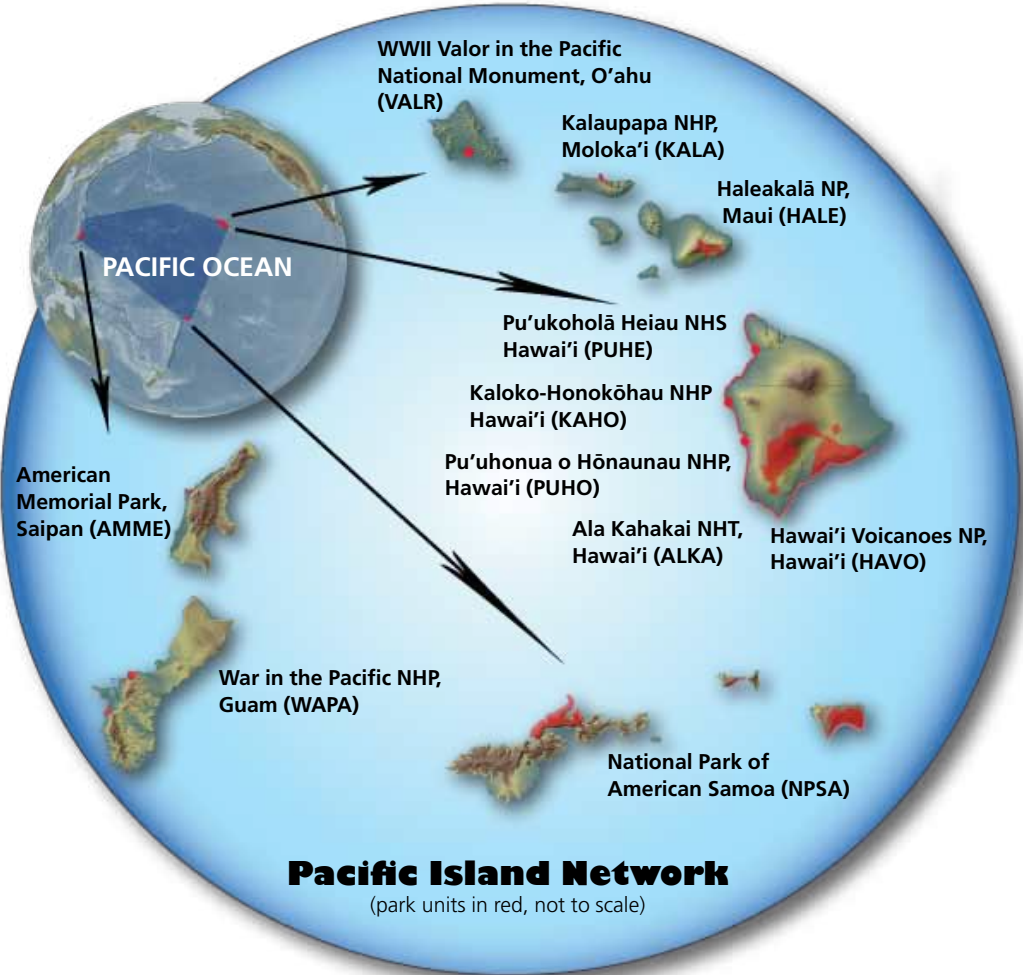 WWII Valor in the Pacific
National Monument, O'ahu
(VALR)
Kalaupapa NHP,
Moloka'i (KALA)
Haleakalā NP,
Maui (HALE)
PACIFIC OCEAN
Pu'ukoholā Heiau NHS
Hawai'i (PUHE)
Kaloko-Honokōhau NHP
Hawai'i (KAHO)
Pu'uhonua o Hōnaunau NHP,
Hawai'i (PUHO)
Ala Kahakai NHT,
Hawai'i (ALKA)
Hawai'i Voicanoes NP,
Hawai'i (HAVO)
American
Memorial Park,
Saipan (AMME)
War in the Pacific NHP,
Guam (WAPA)
National Park of
American Samoa (NPSA)
Pacific Island Network
(park units in red, not to scale)